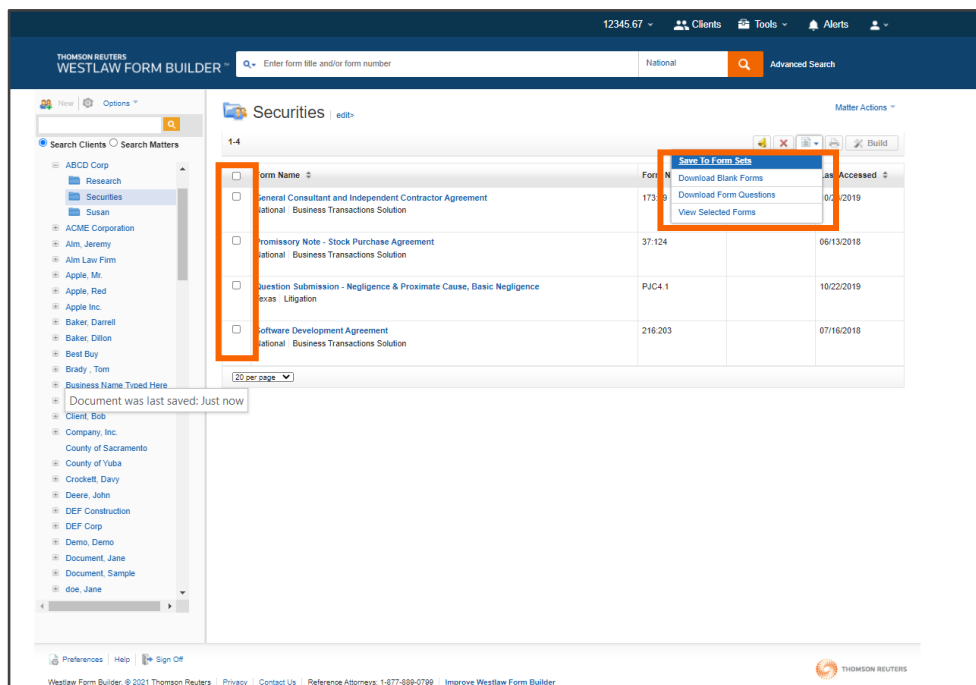 12345.67 Clients Tools Alerts
THOMSON REUTERS
WESTLAW FORM BUILDER™
Enter form title and/or form number National Advanced Search
New Options
Search Clients Search Matters
ABCD Corp
Research
Securities
Susan
ACME Corporation
Alm, Jeremy
Alm Law Firm
Apple, Mr.
Apple, Red
Apple Inc.
Baker, Darrell
Baker, Dillon
Best Buy
Brady , Tom
Business Name Typed Here
Document was last saved: Just now
Client, Bob
Company, Inc.
County of Sacramento
County of Yuba
Crockett, Davy
Deere, John
DEF Construction
DEF Corp
Demo, Demo
Document, Jane
Document, Sample
doe, Jane
Securities edit>
Matter Actions
1-4
Build
Save To Form Sets
Download Blank Forms
Download Form Questions
View Selected Forms
Form Name Form N Accessed
General Consultant and Independent Contractor Agreement
National Business Transactions Solution
Promissory Note - Stock Purchase Agreement 37:124 06/13/2018
National Business Transactions Solution
Question Submission - Negligence & Proximate Cause, Basic Negligence PJC4.1 10/22/2019
Texas Litigation
Software Development Agreement 216:203 07/16/2018
National Business Transactions Solution
20 per page
Preferences Help Sign Off
Westlaw Form Builder. © 2021 Thomson Reuters Privacy Contact Us Reference Attorneys: 1-877-889-0799 Improve Westlaw Form Builder
THOMSON REUTERS